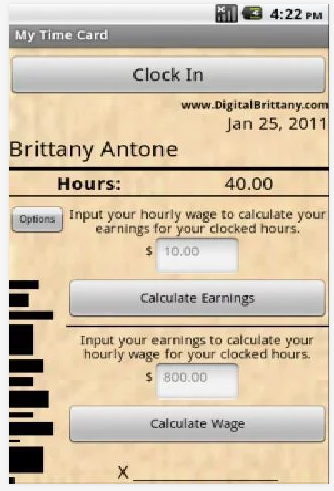 4:22 PM
My Time Card
Clock In
www.DigitalBrittany.com
Jan 25, 2011
Brittany Antone
Hours: 40.00
Options
Input your hourly wage to calculate your
earnings for your clocked hours.
$ 10.00
Calculate Earnings
Input your earnings to calculate your
hourly wage for your clocked hours.
$ 800.00
Calculate Wage
X